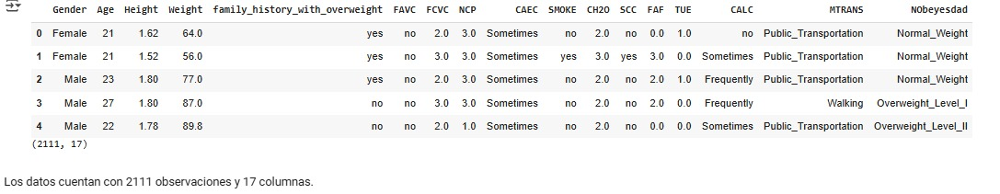 Gender Age Height Weight family_history_with_overweight FAVC FCVC NCP CAEC SMOKE CH2O SCC FAF TUE CALC MTRANS NObeyesdad
0 Female 21 1.62 64.0 yes no 2.0 3.0 Sometimes no 2.0 no 0.0 1.0 no Public_Transportation Normal_Weight
1 Female 21 1.52 56.0 yes no 3.0 3.0 Sometimes yes 3.0 yes 3.0 0.0 Sometimes Public_Transportation Normal_Weight
2 Male 23 1.80 77.0 yes no 2.0 3.0 Sometimes no 2.0 no 2.0 1.0 Frequently Public_Transportation Normal_Weight
3 Male 27 1.80 87.0 no no 3.0 3.0 Sometimes no 2.0 no 2.0 0.0 Frequently Walking Overweight_Level_I
4 Male 22 1.78 89.8 no no 2.0 1.0 Sometimes no 2.0 no 0.0 0.0 Sometimes Public_Transportation Overweight_Level_II
(2111, 17)
Los datos cuentan con 2111 observaciones y 17 columnas.